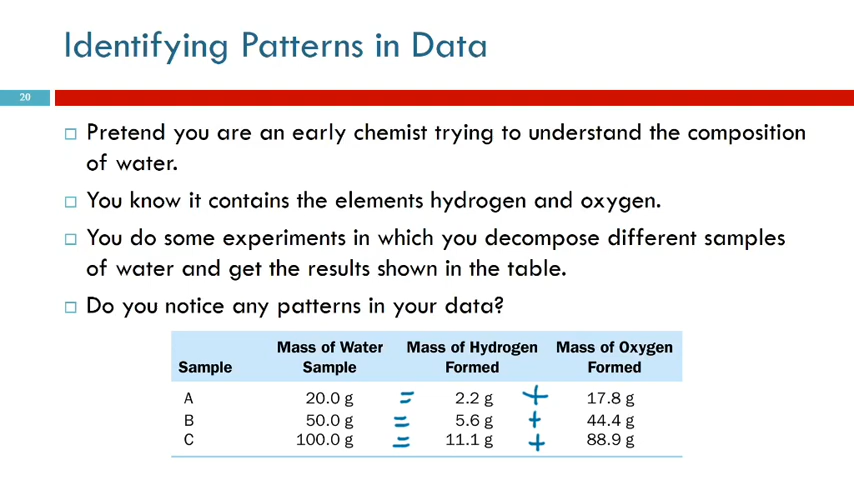 Identifying Patterns in Data
20
□ Pretend you are an early chemist trying to understand the composition
of water.
□ You know it contains the elements hydrogen and oxygen.
□ You do some experiments in which you decompose different samples
of water and get the results shown in the table.
□ Do you notice any patterns in your data?
Mass of Water Mass of Hydrogen Mass of Oxygen
Sample Sample Formed Formed
A 20.0 g = 2.2 g + 17.8 g
B 50.0 g = 5.6 g + 44.4 g
C 100.0 g = 11.1 g + 88.9 g